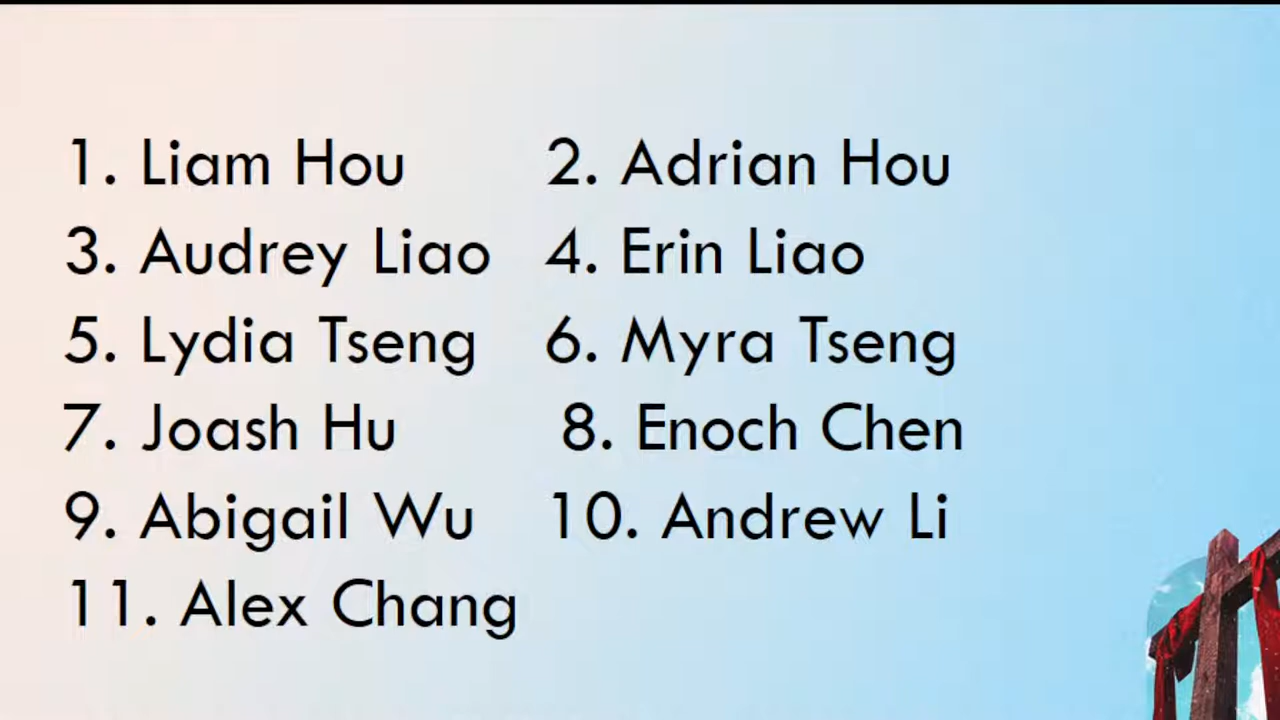 1. Liam Hou 2. Adrian Hou
3. Audrey Liao 4. Erin Liao
5. Lydia Tseng 6. Myra Tseng
7. Joash Hu 8. Enoch Chen
9. Abigail Wu 10. Andrew Li
11. Alex Chang